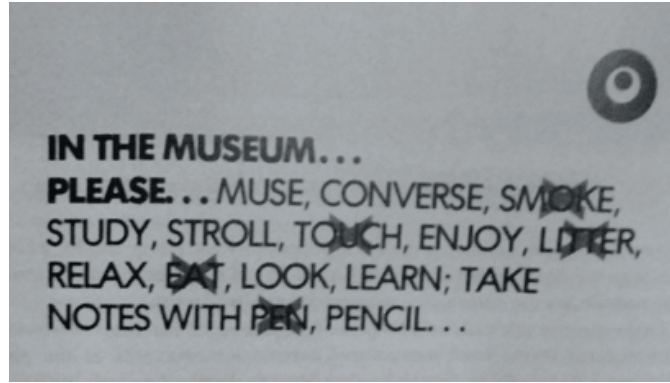 IN THE MUSEUM...
PLEASE... MUSE, CONVERSE, SMOKE,
STUDY, STROLL, TOUCH, ENJOY, LITTER,
RELAX, EAT, LOOK, LEARN; TAKE
NOTES WITH PEN, PENCIL...